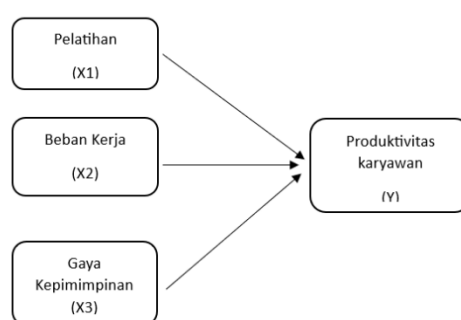 Pelatihan
(X1)
Beban Kerja
(X2)
Gaya
Kepimimpinan
(X3)
Produktivitas
karyawan
(Y)